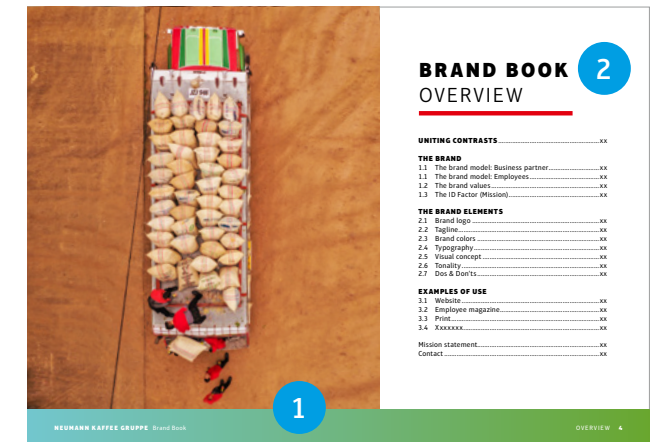 BRAND BOOK
OVERVIEW
2
UNITING CONTRASTS xx
THE BRAND
1.1 The brand model: Business partner xx
1.1 The brand model: Employees xx
1.2 The brand values xx
1.3 The ID Factor (Mission) xx
THE BRAND ELEMENTS
2.1 Brand logo xx
2.2 Tagline xx
2.3 Brand colors xx
2.4 Typography xx
2.5 Visual concept xx
2.6 Tonality xx
2.7 Dos & Don'ts xx
EXAMPLES OF USE
3.1 Website xx
3.2 Employee magazine xx
3.3 Print xx
3.4 Xxxxxxx xx
Mission statement xx
Contact xx
1
NEUMANN KAFFEE GRUPPE Brand Book
OVERVIEW 4